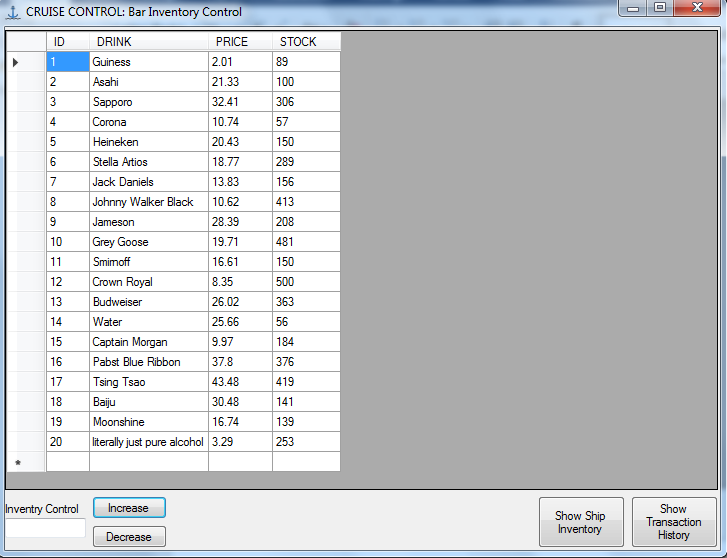 CRUISE CONTROL: Bar Inventory Control
ID DRINK PRICE STOCK
1 Guiness 2.01 89
2 Asahi 21.33 100
3 Sapporo 32.41 306
4 Corona 10.74 57
5 Heineken 20.43 150
6 Stella Artios 18.77 289
7 Jack Daniels 13.83 156
8 Johnny Walker Black 10.62 413
9 Jameson 28.39 208
10 Grey Goose 19.71 481
11 Smirnoff 16.61 150
12 Crown Royal 8.35 500
13 Budweiser 26.02 363
14 Water 25.66 56
15 Captain Morgan 9.97 184
16 Pabst Blue Ribbon 37.8 376
17 Tsing Tsao 43.48 419
18 Baiju 30.48 141
19 Moonshine 16.74 139
20 literally just pure alcohol 3.29 253
Inventry Control
Increase
Decrease
Show Ship
Inventory
Show
Transaction
History